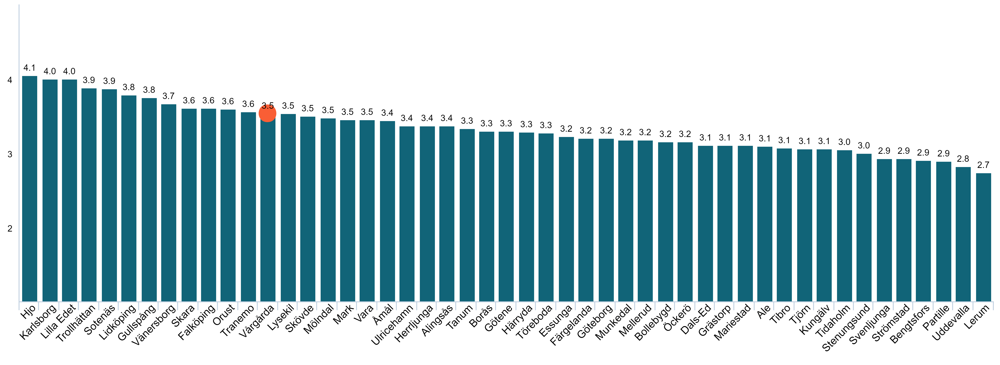 4.1 4.0 4.0 3.9 3.9 3.8 3.8 3.7 3.6 3.6 3.6 3.6 3.5 3.5 3.5 3.5 3.5 3.5 3.4 3.4 3.4 3.4 3.3 3.3 3.3 3.3 3.3 3.2 3.2 3.2 3.2 3.2 3.2 3.2 3.1 3.1 3.1 3.1 3.1 3.1 3.1 3.0 3.0 2.9 2.9 2.9 2.9 2.8 2.7
4
3
2
Hjo
Karlsborg
Lilla Edet
Trollhättan
Sotenäs
Lidköping
Gullspång
Vänersborg
Skara
Falköping
Orust
Tranemo
Vårgårda
Lysekil
Skövde
Mölndal
Mark
Vara
Åmål
Ulricehamn
Herrljunga
Alingsås
Tanum
Borås
Götene
Härryda
Töreboda
Essunga
Färgelanda
Göteborg
Munkedal
Mellerud
Bollebygd
Öckerö
Dals-Ed
Grästorp
Mariestad
Ale
Tibro
Tjörn
Kungälv
Tidaholm
Stenungsund
Svenljunga
Strömstad
Bengtsfors
Partille
Uddevalla
Lerum